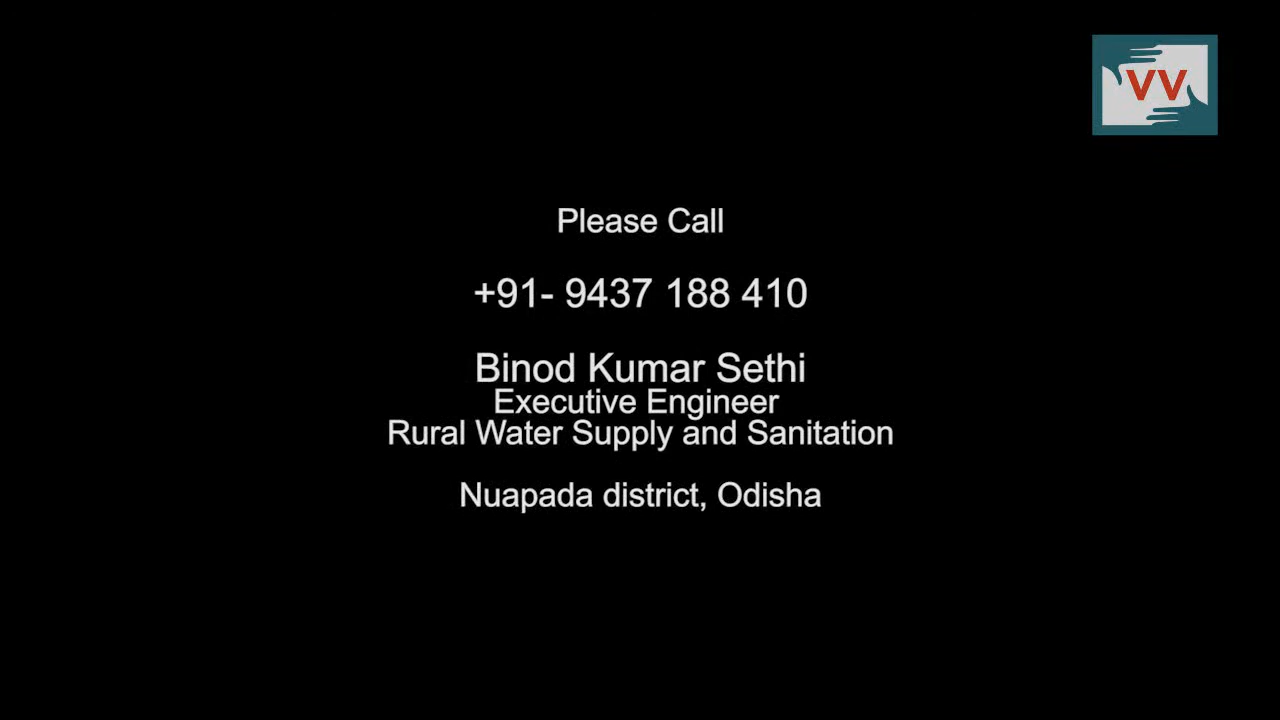 VV
Please Call
+91- 9437 188 410
Binod Kumar Sethi
Executive Engineer
Rural Water Supply and Sanitation
Nuapada district, Odisha